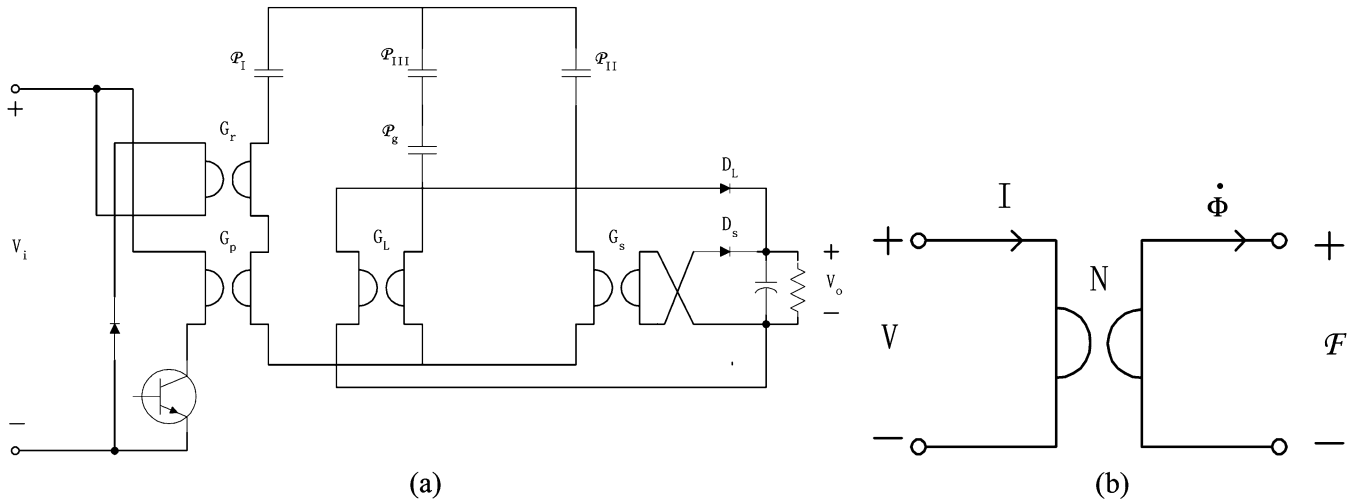 𝒫I
𝒫III
𝒫II
+
Gr
𝒫g
DL
Vi
Gp
GL
Gs
Ds
+
Vo
−
−
(a)
I
Φ̇
+
N
+
V
ℱ
−
−
(b)